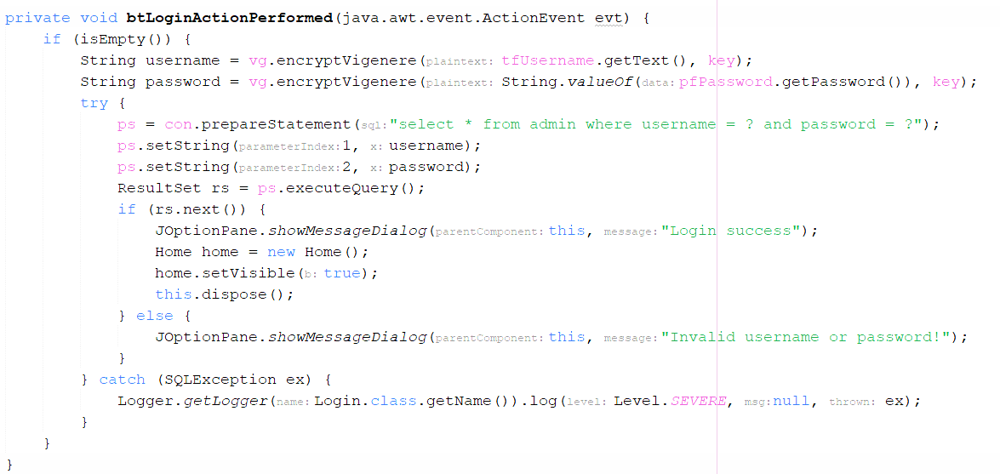 private void btLoginActionPerformed(java.awt.event.ActionEvent evt) {
    if (isEmpty()) {
        String username = vg.encryptVigenere(plaintext: tfUsername.getText(), key);
        String password = vg.encryptVigenere(plaintext: String.valueOf(data: pfPassword.getPassword()), key);
        try {
            ps = con.prepareStatement(sql: "select * from admin where username = ? and password = ?");
            ps.setString(parameterIndex: 1, x: username);
            ps.setString(parameterIndex: 2, x: password);
            ResultSet rs = ps.executeQuery();
            if (rs.next()) {
                JOptionPane.showMessageDialog(parentComponent: this, message: "Login success");
                Home home = new Home();
                home.setVisible(b: true);
                this.dispose();
            } else {
                JOptionPane.showMessageDialog(parentComponent: this, message: "Invalid username or password!");
            }
        } catch (SQLException ex) {
            Logger.getLogger(name: Login.class.getName()).log(level: Level.SEVERE, msg: null, thrown: ex);
        }
    }
}